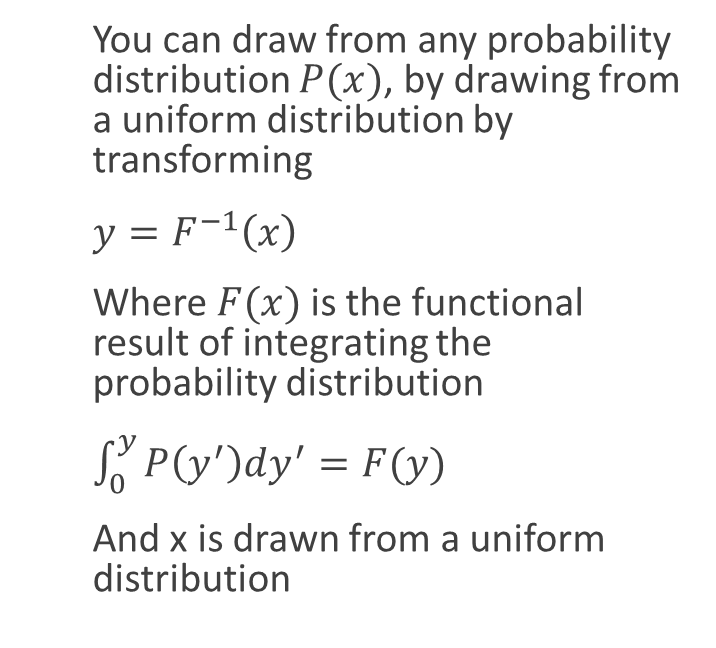 You can draw from any probability
distribution P(x), by drawing from
a uniform distribution by
transforming
y = F⁻¹(x)
Where F(x) is the functional
result of integrating the
probability distribution
∫₀ʸ P(y′)dy′ = F(y)
And x is drawn from a uniform
distribution